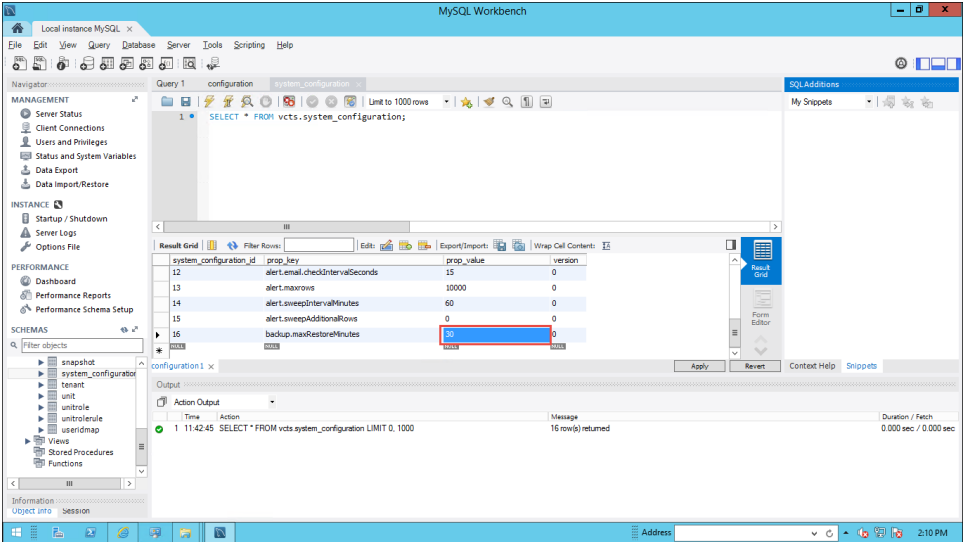 MySQL Workbench
Local instance MySQL ×
File Edit View Query Database Server Tools Scripting Help
Navigator
MANAGEMENT
Server Status
Client Connections
Users and Privileges
Status and System Variables
Data Export
Data Import/Restore
INSTANCE
Startup / Shutdown
Server Logs
Options File
PERFORMANCE
Dashboard
Performance Reports
Performance Schema Setup
SCHEMAS
Filter objects
snapshot
system_configuration
tenant
unit
unitrole
unitrolerule
useridmap
Views
Stored Procedures
Functions
Information
Object Info Session
Query 1 configuration system_configuration ×
Limit to 1000 rows
1 SELECT * FROM vcts.system_configuration;
Result Grid Filter Rows: Edit: Export/Import: Wrap Cell Content:
system_configuration_id prop_key prop_value version
12 alert.email.checkIntervalSeconds 15 0
13 alert.maxrows 10000 0
14 alert.sweepIntervalMinutes 60 0
15 alert.sweepAdditionalRows 0 0
16 backup.maxRestoreMinutes 30 0
NULL NULL NULL NULL
Result Grid
Form Editor
configuration 1 × Apply Revert
SQL Additions
My Snippets
Context Help Snippets
Output
Action Output
Time Action Message Duration / Fetch
1 11:42:45 SELECT * FROM vcts.system_configuration LIMIT 0, 1000 16 row(s) returned 0.000 sec / 0.000 sec
Address 2:10 PM